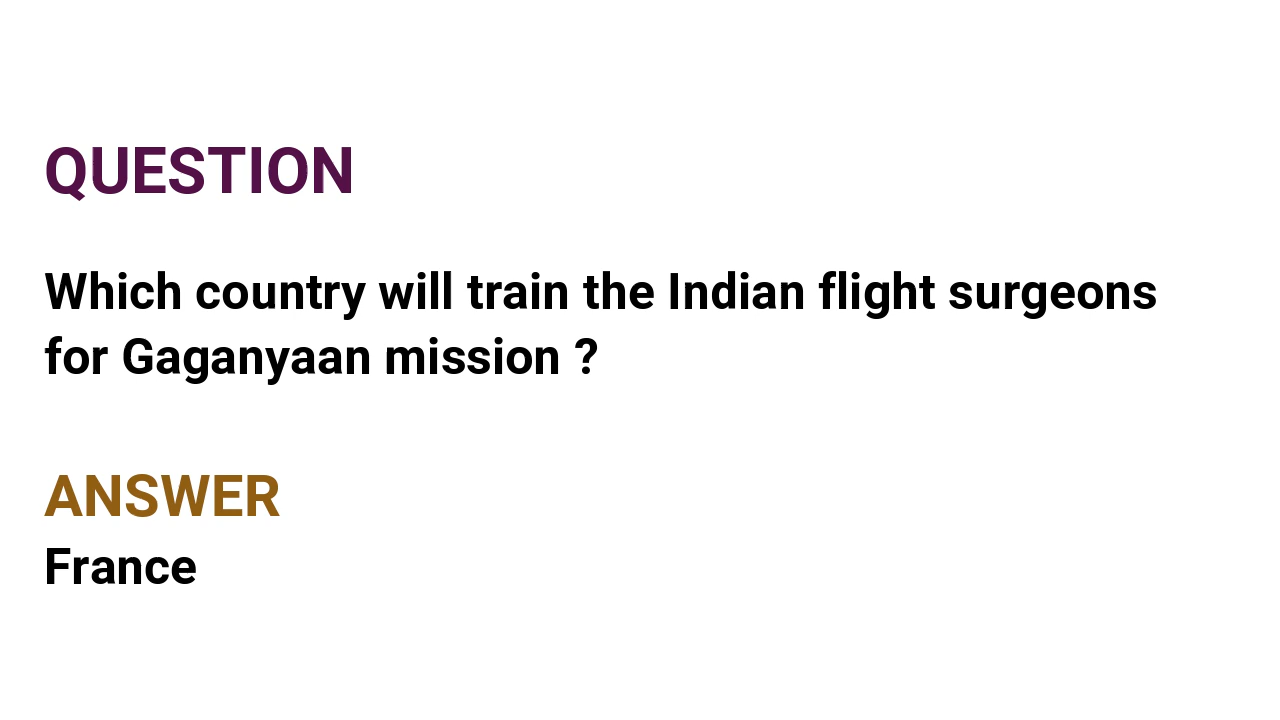 QUESTION
Which country will train the Indian flight surgeons
for Gaganyaan mission ?
ANSWER
France